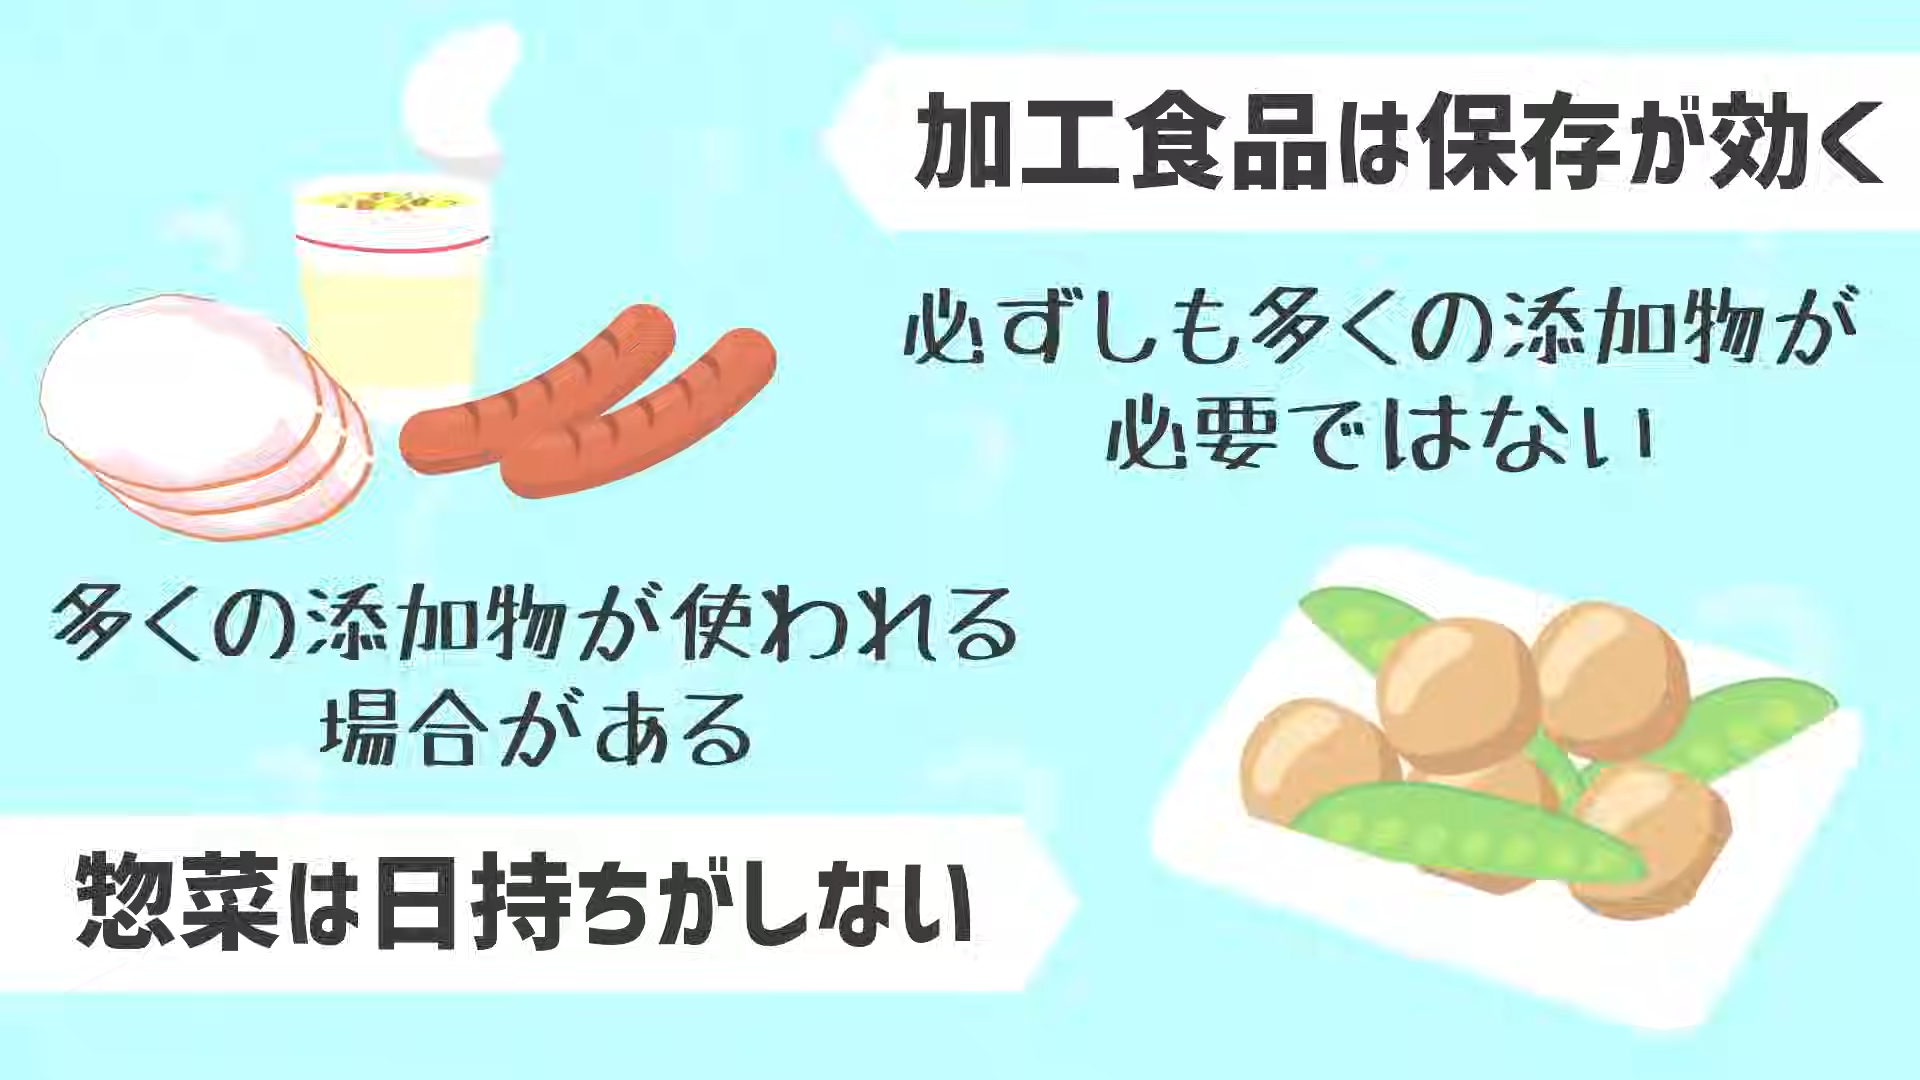 加工食品は保存が効く
必ずしも多くの添加物が
必要ではない
多くの添加物が使われる
場合がある
惣菜は日持ちがしない